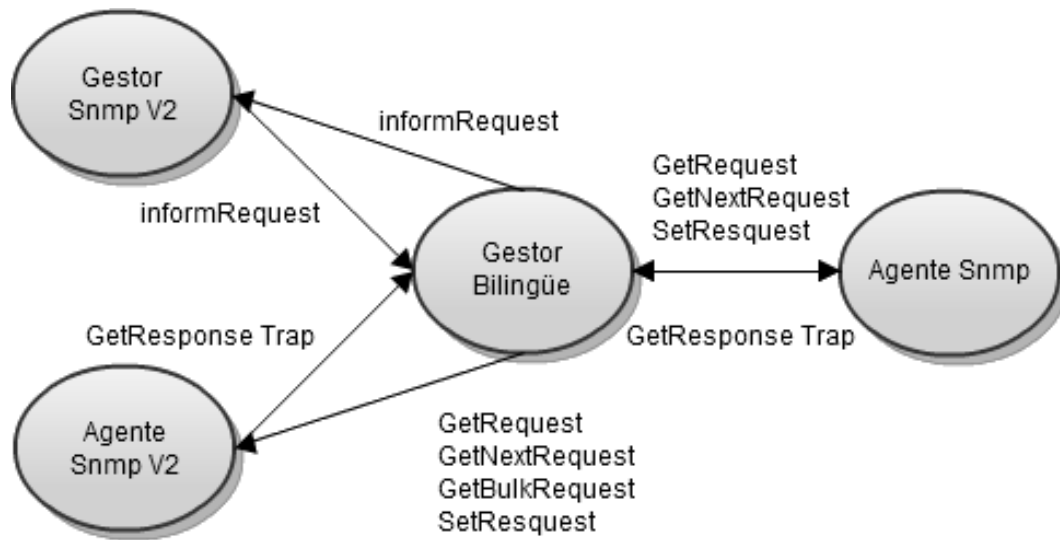 Gestor
Snmp V2
informRequest
informRequest
GetRequest
GetNextRequest
SetResquest
Gestor
Bilingüe
Agente Snmp
GetResponse Trap
GetResponse Trap
Agente
Snmp V2
GetRequest
GetNextRequest
GetBulkRequest
SetResquest